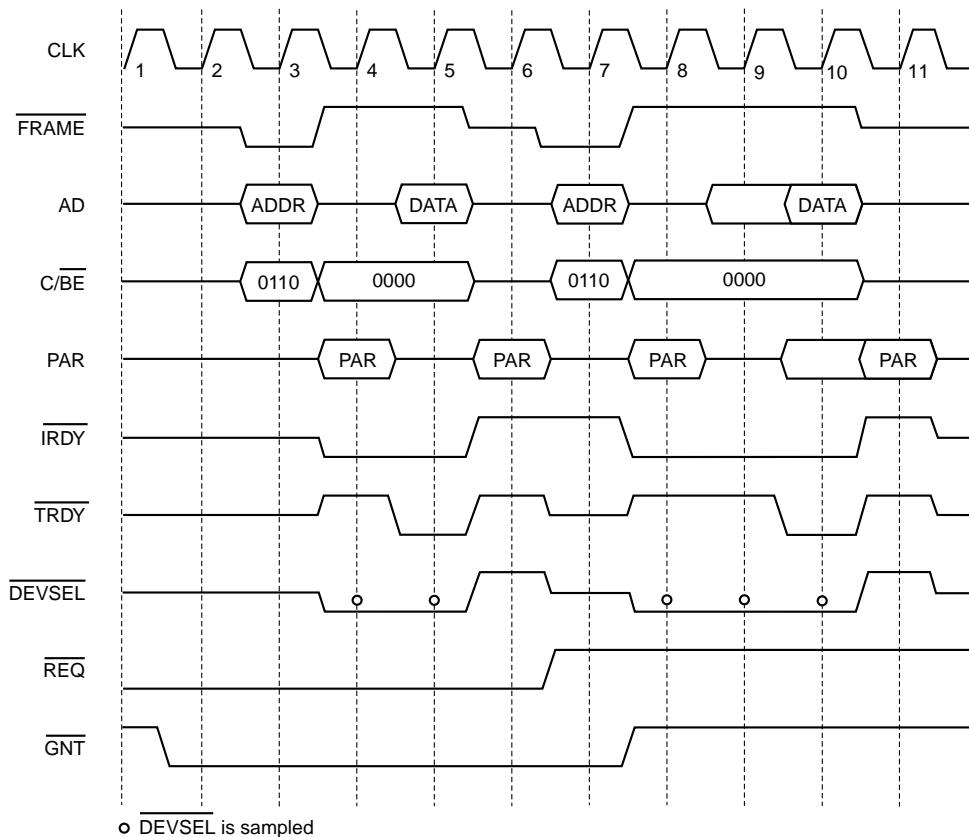 CLK
1 2 3 4 5 6 7 8 9 10 11
FRAME
AD ADDR DATA ADDR DATA
C/BE 0110 0000 0110 0000
PAR PAR PAR PAR PAR
IRDY
TRDY
DEVSEL
REQ
GNT
DEVSEL is sampled